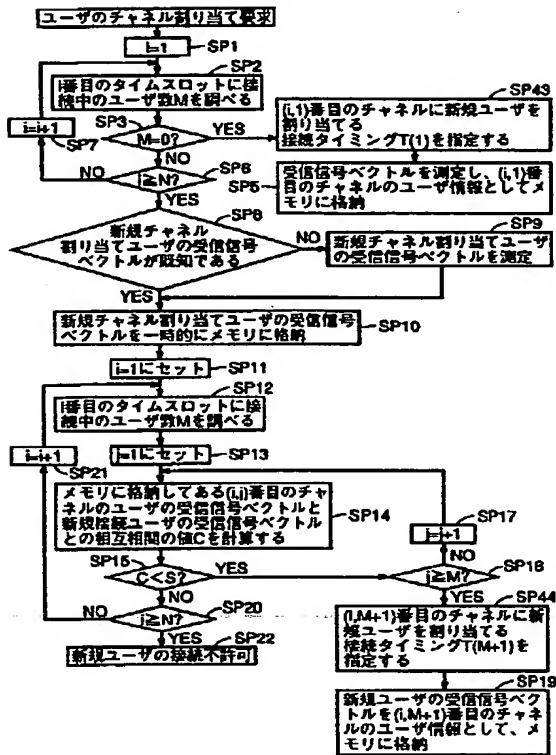 ユーザのチャネル割り当て要求
i=1
SP1
SP2
i番目のタイムスロットに接
続中のユーザ数Mを調べる
i=i+1
SP7
SP3
M=0?
YES
NO
SP43
(i,1)番目のチャネルに新規ユーザを
割り当てる
接続タイミングT(1)を指定する
SP6
i≧N?
NO
YES
SP5
受信信号ベクトルを測定し、(i,1)番
目のチャネルのユーザ情報としてメ
モリに格納
SP8
新規チャネル
割り当てユーザの受信信号
ベクトルが既知である
NO
YES
SP9
新規チャネル割り当てユーザ
の受信信号ベクトルを測定
新規チャネル割り当てユーザの受信信号
ベクトルを一時的にメモリに格納
SP10
i=1にセット
SP11
SP12
i番目のタイムスロットに接
続中のユーザ数Mを調べる
i=i+1
SP21
j=1にセット
SP13
メモリに格納してある(i,j)番目のチャ
ネルのユーザの受信信号ベクトルと
新規接続ユーザの受信信号ベクトル
との相互相関の値Cを計算する
SP14
SP17
j=j+1
NO
SP15
C<S?
YES
NO
j≧M?
SP18
YES
SP20
i≧N?
NO
YES
SP22
新規ユーザの接続不許可
SP44
(i,M+1)番目のチャネルに新
規ユーザを割り当てる
接続タイミングT(M+1)を
指定する
SP19
新規ユーザの受信信号ベク
トルを(i,M+1)番目のチャネ
ルのユーザ情報として、メ
モリに格納